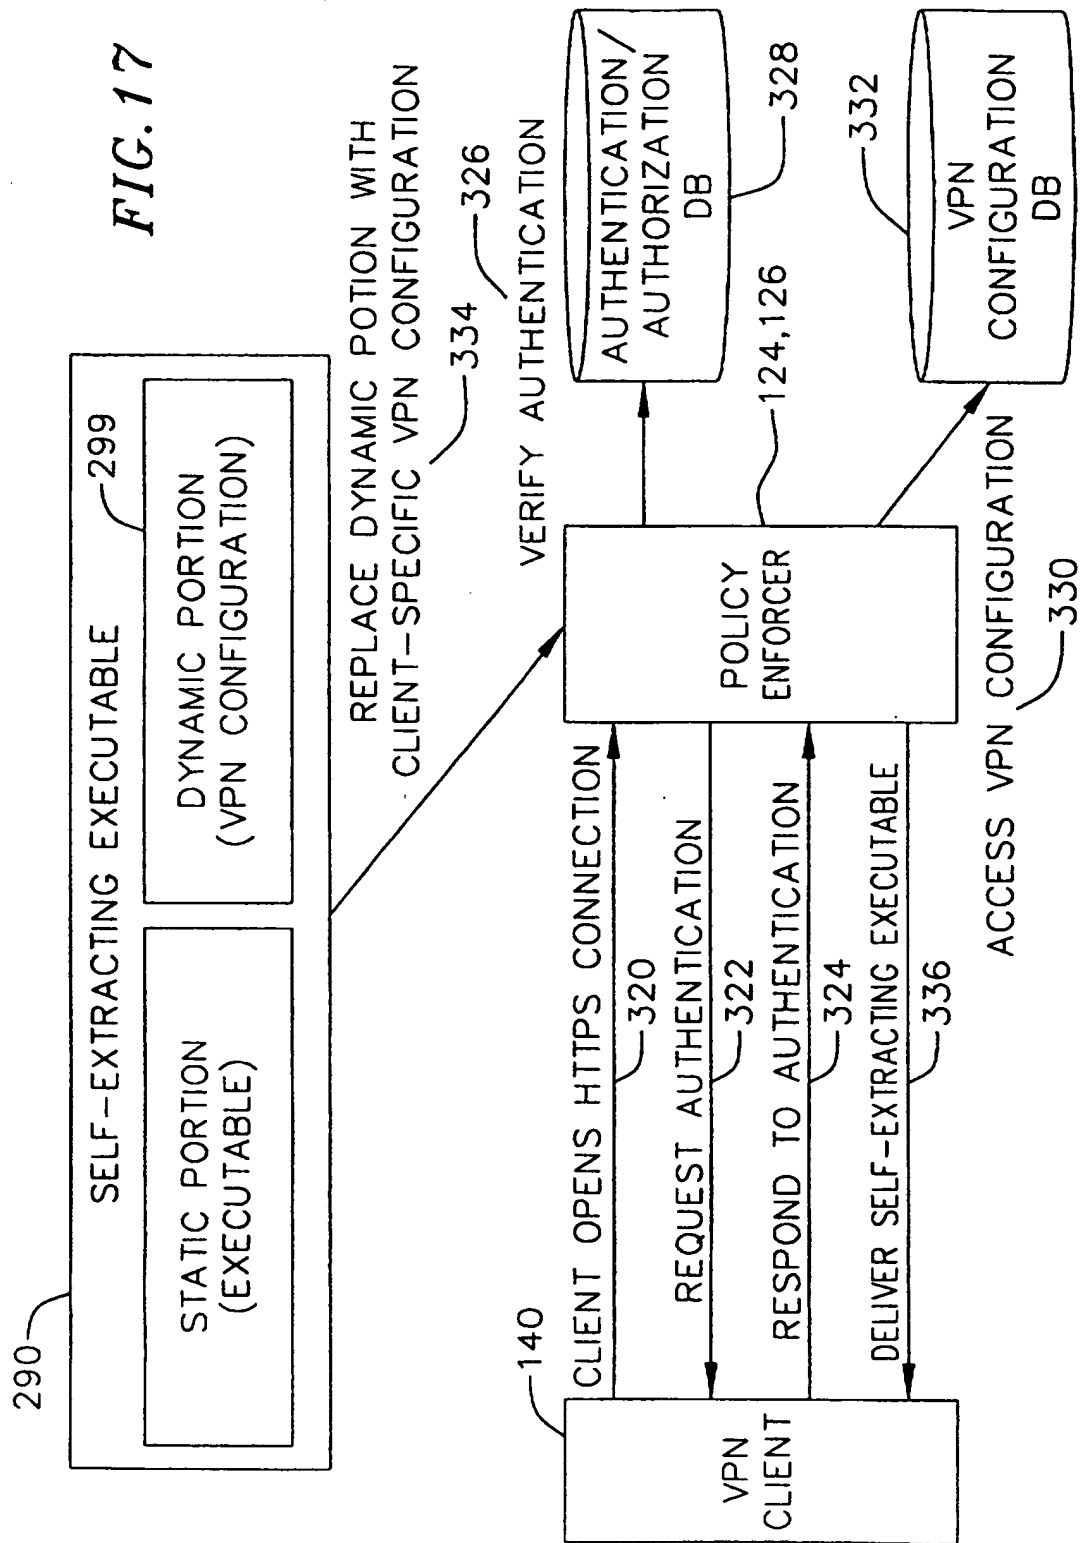 FIG.17
290
SELF-EXTRACTING EXECUTABLE
STATIC PORTION
(EXECUTABLE)
DYNAMIC PORTION
(VPN CONFIGURATION)
299
REPLACE DYNAMIC POTION WITH
CLIENT-SPECIFIC VPN CONFIGURATION
334
326
VERIFY AUTHENTICATION
140
VPN
CLIENT
CLIENT OPENS HTTPS CONNECTION
320
REQUEST AUTHENTICATION
322
RESPOND TO AUTHENTICATION
324
DELIVER SELF-EXTRACTING EXECUTABLE
336
POLICY
ENFORCER
124,126
AUTHENTICATION/
AUTHORIZATION
DB
328
332
VPN
CONFIGURATION
DB
ACCESS VPN CONFIGURATION
330